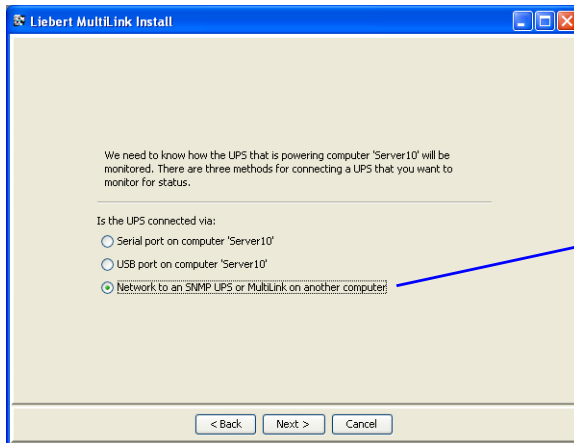 Liebert MultiLink Install
We need to know how the UPS that is powering computer 'Server10' will be
monitored. There are three methods for connecting a UPS that you want to
monitor for status.
Is the UPS connected via:
Serial port on computer 'Server10'
USB port on computer 'Server10'
Network to an SNMP UPS or MultiLink on another computer
< Back Next > Cancel